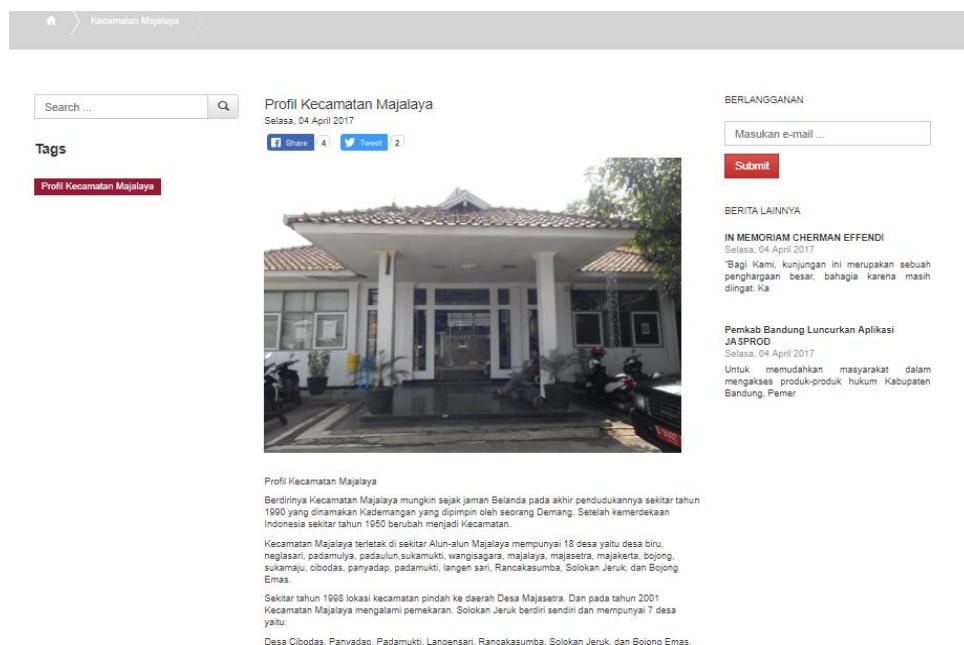 Kecamatan Majalaya
Search ...
Tags
Profil Kecamatan Majalaya
Profil Kecamatan Majalaya
Selasa, 04 April 2017
Share 4 Tweet 2
Profil Kecamatan Majalaya
Berdirinya Kecamatan Majalaya mungkin sejak jaman Belanda pada akhir pendudukannya sekitar tahun
1990 yang dinamakan Kademangan yang dipimpin oleh seorang Demang. Setelah kemerdekaan
Indonesia sekitar tahun 1950 berubah menjadi Kecamatan.
Kecamatan Majalaya terletak di sekitar Alun-alun Majalaya mempunyai 18 desa yaitu desa biru,
neglasari, padamulya, padaulun,sukamukti, wangisagara, majalaya, majasetra, majakerta, bojong,
sukamaju, cibodas, panyadap, padamukti, langen sari, Rancakasumba, Solokan Jeruk, dan Bojong
Emas.
Sekitar tahun 1998 lokasi kecamatan pindah ke daerah Desa Majasetra. Dan pada tahun 2001
Kecamatan Majalaya mengalami pemekaran. Solokan Jeruk berdiri sendiri dan mempunyai 7 desa
yaitu:
Desa Cibodas, Panyadap, Padamukti, Langensari, Rancakasumba, Solokan Jeruk, dan Bojong Emas.
BERLANGGANAN
Masukan e-mail ...
Submit
BERITA LAINNYA
IN MEMORIAM CHERMAN EFFENDI
Selasa, 04 April 2017
"Bagi Kami, kunjungan ini merupakan sebuah
penghargaan besar, bahagia karena masih
diingat. Ka
Pemkab Bandung Luncurkan Aplikasi
JASPROD
Selasa, 04 April 2017
Untuk memudahkan masyarakat dalam
mengakses produk-produk hukum Kabupaten
Bandung, Pemer